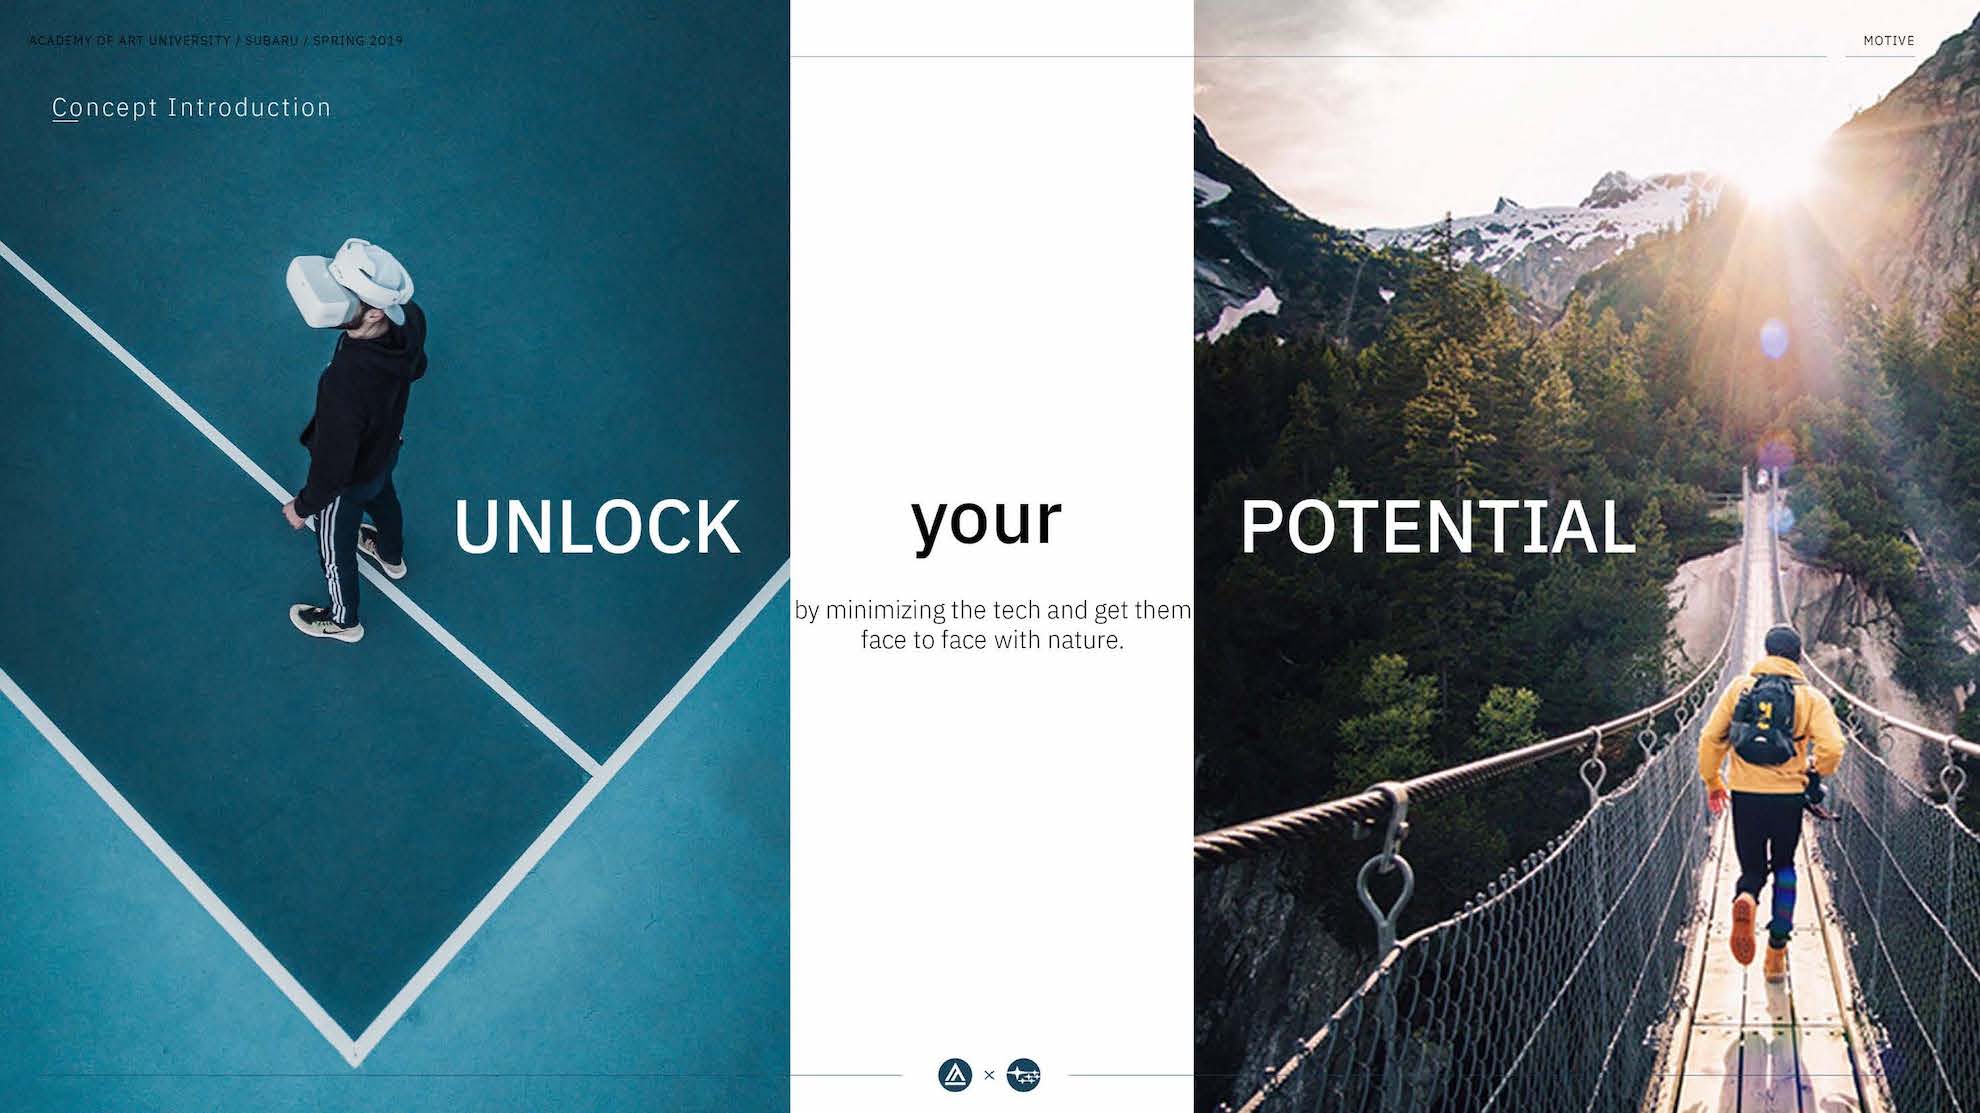 ACADEMY OF ART UNIVERSITY / SUBARU / SPRING 2019
MOTIVE
Concept Introduction
UNLOCK your POTENTIAL
by minimizing the tech and get them
face to face with nature.
×